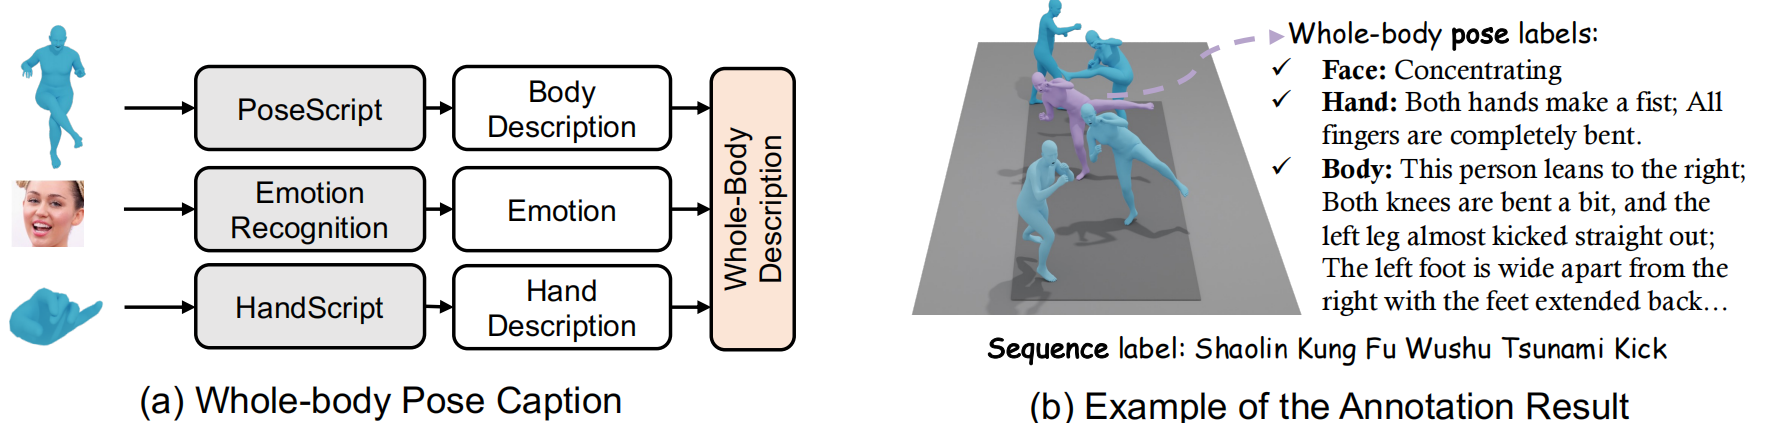 PoseScript
Body
Description
Emotion
Recognition
Emotion
HandScript
Hand
Description
Whole-Body
Description
(a) Whole-body Pose Caption
Whole-body pose labels:
✓ Face: Concentrating
✓ Hand: Both hands make a fist; All
fingers are completely bent.
✓ Body: This person leans to the right;
Both knees are bent a bit, and the
left leg almost kicked straight out;
The left foot is wide apart from the
right with the feet extended back…
Sequence label: Shaolin Kung Fu Wushu Tsunami Kick
(b) Example of the Annotation Result